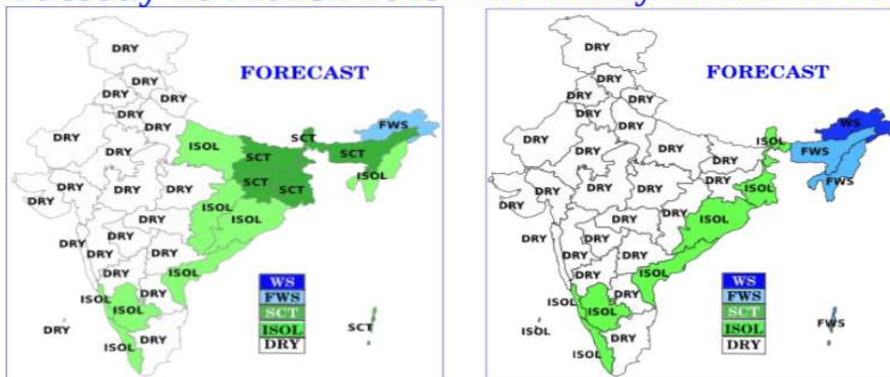 Tuesday March
DRY
FORECAST
DRY
DRY DRY
DRY
DRY FWS
DRY SCT
DRY ISOL SCT SCT
DRY DRY DRY SCT SCT ISOL
DRY ISOL
DRY ISOL
DRY DRY
DRY
DRY ISOL
WS
ISOL DRY FWS
ISOL SCT
DRY ISOL SCT
ISOL DRY DRY
DRY
FORECAST
DRY
DRY DRY
DRY
DRY WS
DRY ISOL
DRY DRY DRY FWS
DRY DRY DRY DRY ISOL FWS
DRY
DRY DRY ISOL
DRY DRY
DRY
DRY ISOL
WS
ISOL DRY FWS
ISOL SCT
ISOL ISOL FWS
ISOL DRY DRY